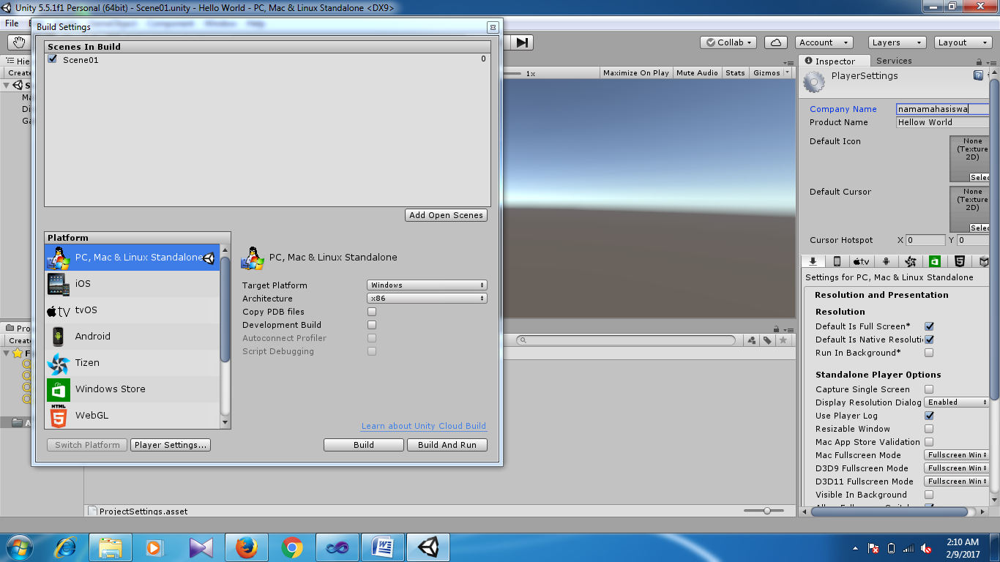 Unity 5.5.1f1 Personal (64bit) - Scene01.unity - Hello World - PC, Mac & Linux Standalone <DX9>
File
Component
Window
Help
Build Settings
Scenes In Build
Scene01 0
Add Open Scenes
Platform
PC, Mac & Linux Standalone
iOS
tv tvOS
Android
Tizen
Windows Store
HTML
5 WebGL
PC, Mac & Linux Standalone
Target Platform Windows
Architecture x86
Copy PDB files
Development Build
Autoconnect Profiler
Script Debugging
Learn about Unity Cloud Build
Switch Platform Player Settings... Build Build And Run
Collab Account Layers Layout
Hie
Create
S
Ma
Di
Ga
1x Maximize On Play Mute Audio Stats Gizmos
Pro
Create
F
A
ProjectSettings.asset
Inspector Services
PlayerSettings
Company Name namamahasiswa
Product Name Hellow World
Default Icon None
(Texture
2D)
Selec
Default Cursor None
(Texture
2D)
Selec
Cursor Hotspot X 0 Y 0
tv
Settings for PC, Mac & Linux Standalone
Resolution and Presentation
Resolution
Default Is Full Screen*
Default Is Native Resoluti
Run In Background*
Standalone Player Options
Capture Single Screen
Display Resolution Dialog Enabled
Use Player Log
Resizable Window
Mac App Store Validation
Mac Fullscreen Mode Fullscreen Win
D3D9 Fullscreen Mode Fullscreen Win
D3D11 Fullscreen Mode Fullscreen Win
Visible In Background
2:10 AM
2/9/2017